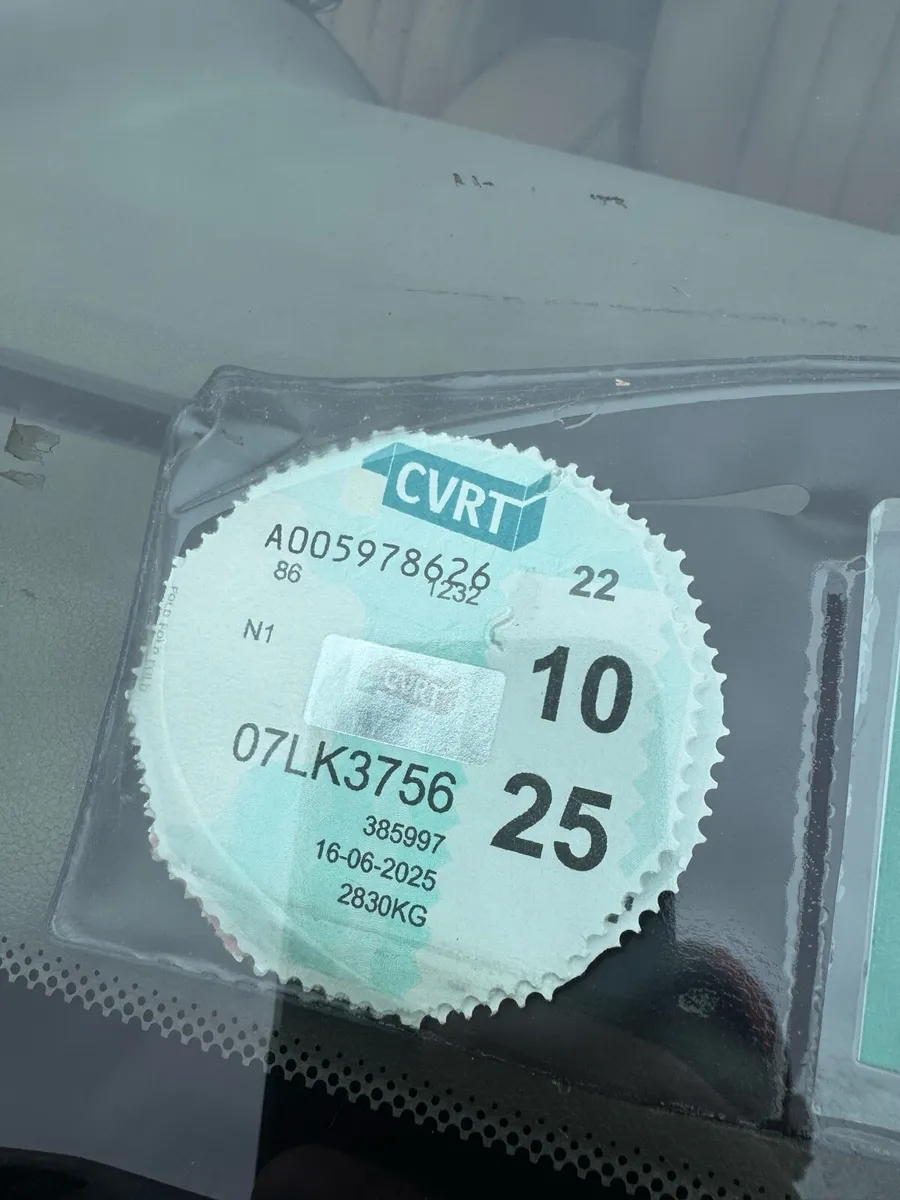 CVRT
A005978626
86 1232 22
N1
CVRT
10
07LK3756
25
385997
16-06-2025
2830KG